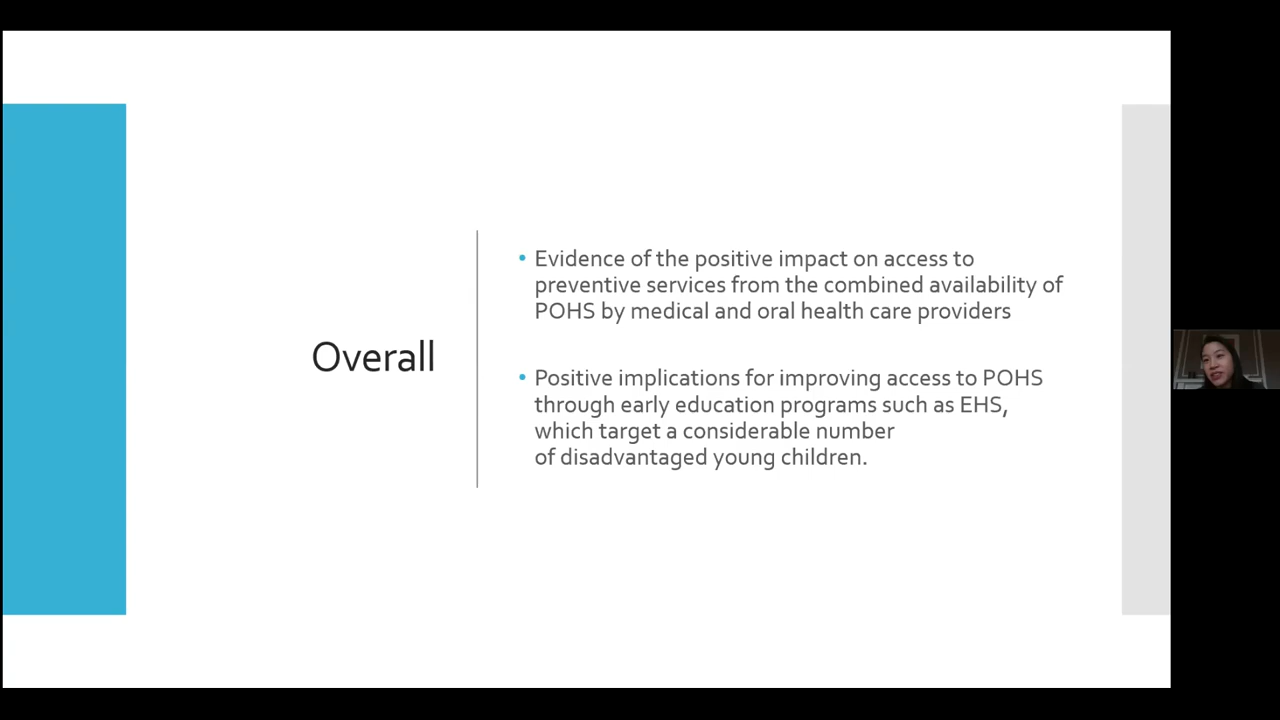 Overall
• Evidence of the positive impact on access to
preventive services from the combined availability of
POHS by medical and oral health care providers
• Positive implications for improving access to POHS
through early education programs such as EHS,
which target a considerable number
of disadvantaged young children.